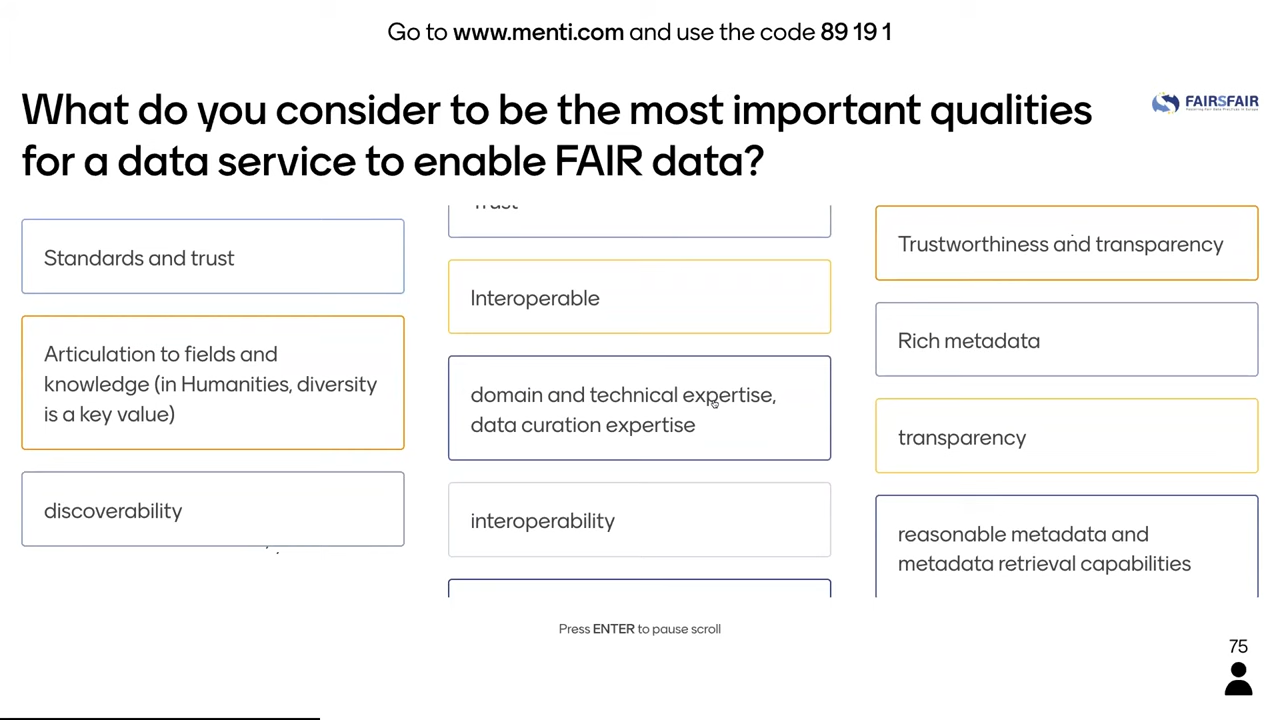 Go to www.menti.com and use the code 89 19 1
What do you consider to be the most important qualities
for a data service to enable FAIR data?
FAIRSFAIR
Standards and trust
Articulation to fields and
knowledge (in Humanities, diversity
is a key value)
discoverability
Trust
Interoperable
domain and technical expertise,
data curation expertise
interoperability
Trustworthiness and transparency
Rich metadata
transparency
reasonable metadata and
metadata retrieval capabilities
Press ENTER to pause scroll
75